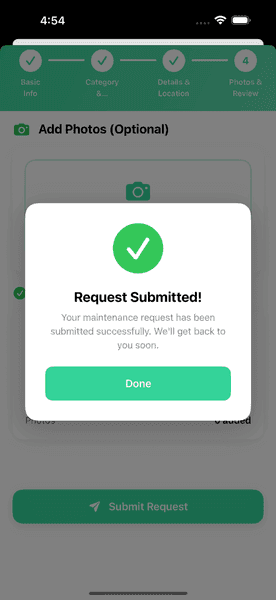 4:54
Basic
Info
Category
&...
Details &
Location
4
Photos &
Review
Add Photos (Optional)
Request Submitted!
Your maintenance request has been
submitted successfully. We'll get back to
you soon.
Done
Photos
0 added
Submit Request